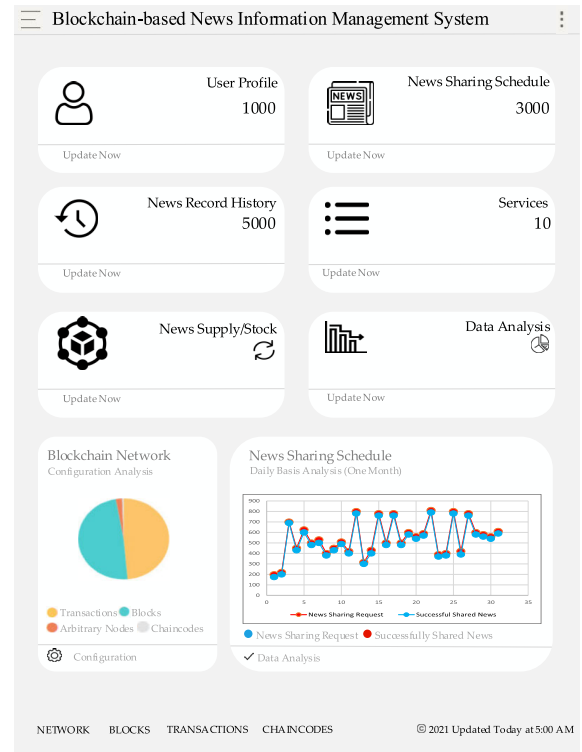 Blockchain-based News Information Management System
User Profile
1000
Update Now
NEWS
News Sharing Schedule
3000
Update Now
News Record History
5000
Update Now
Services
10
Update Now
News Supply/Stock
Update Now
Data Analysis
Update Now
Blockchain Network
Configuration Analysis
Transactions Blocks
Arbitrary Nodes Chaincodes
Configuration
News Sharing Schedule
Daily Basis Analysis (One Month)
900
800
700
600
500
400
300
200
100
0
0 5 10 15 20 25 30 35
News Sharing Request Successful Shared News
News Sharing Request Successfully Shared News
Data Analysis
NETWORK BLOCKS TRANSACTIONS CHAINCODES © 2021 Updated Today at 5:00 AM